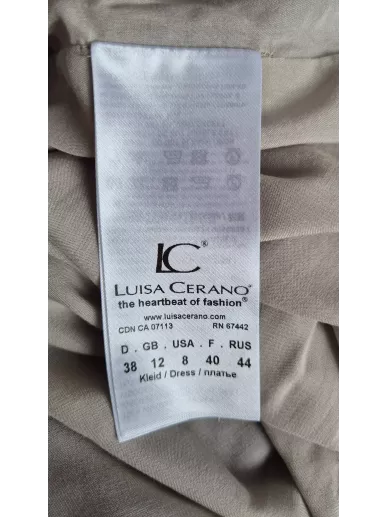 LC®
LUISA CERANO®
the heartbeat of fashion®
www.luisacerano.com
CDN CA 07113 RN 67442
D . GB . USA . F . RUS
38 12 8 40 44
Kleid / Dress / платье